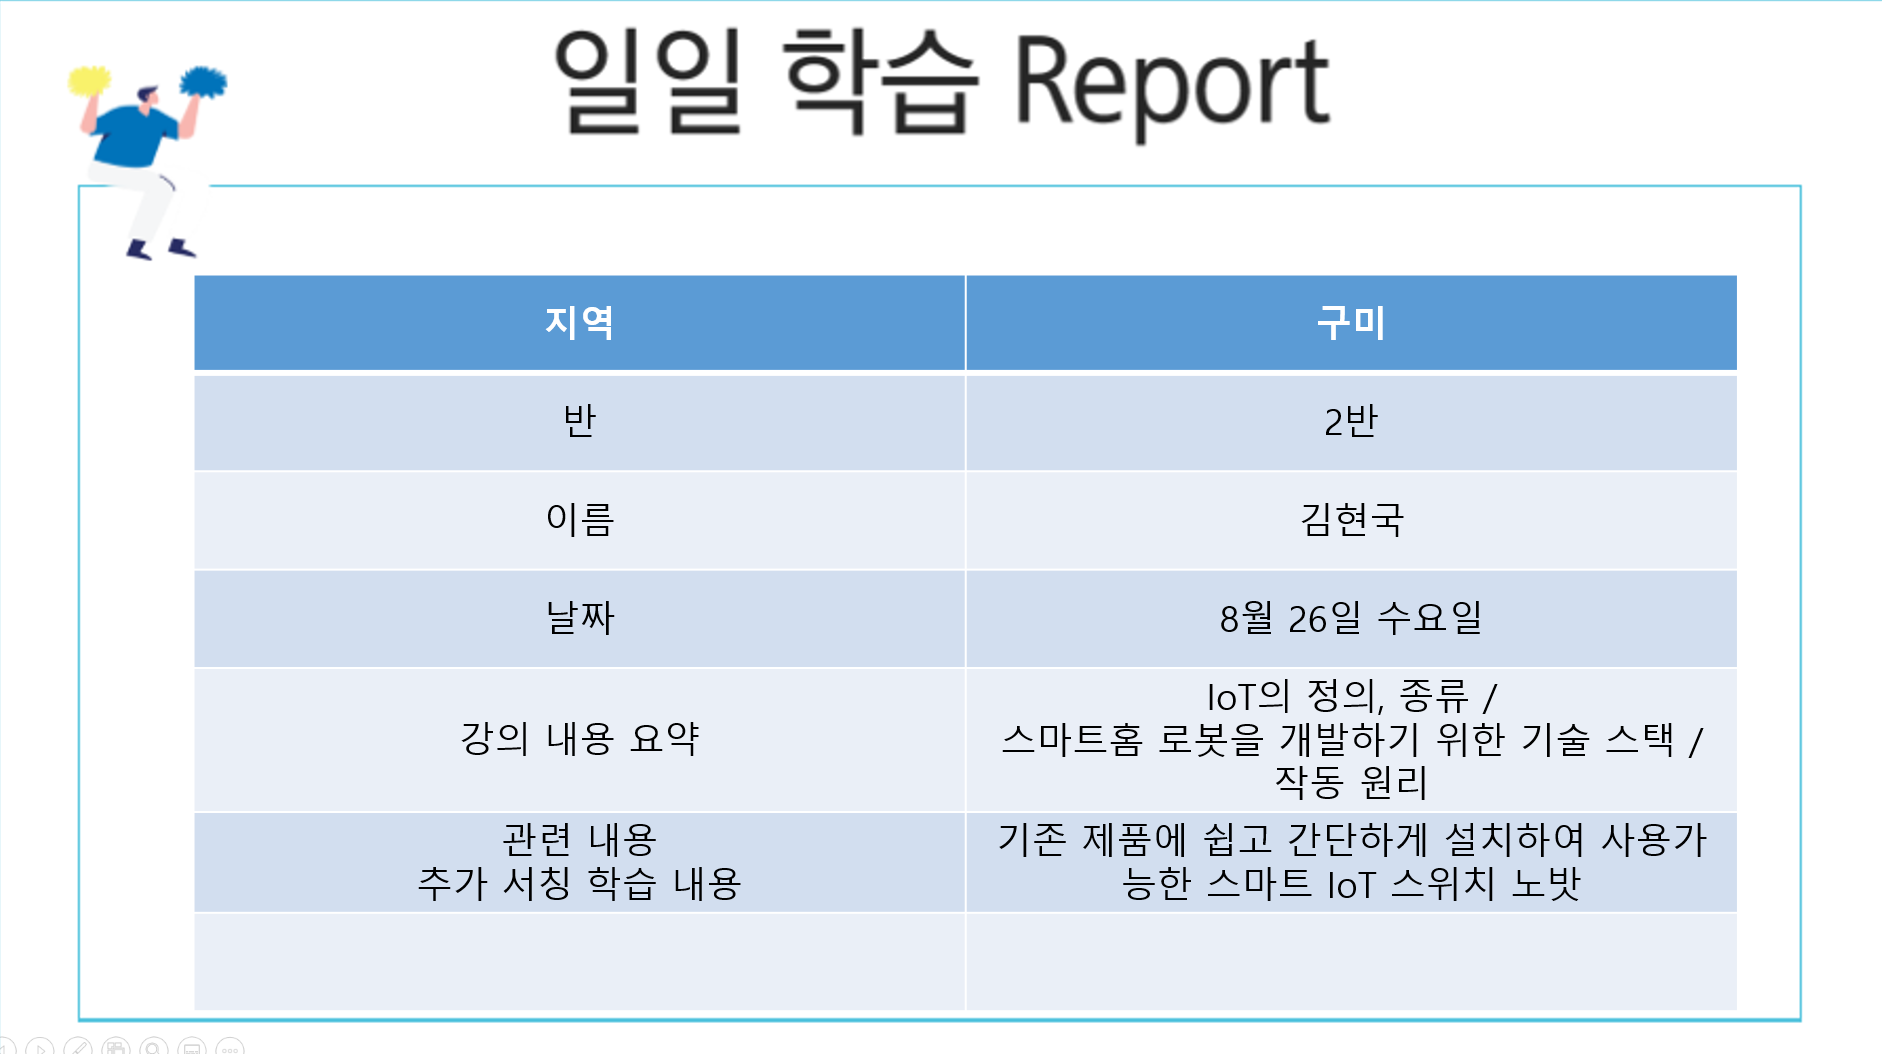 일일 학습 Report
지역
구미
반
2반
이름
김현국
날짜
8월 26일 수요일
강의 내용 요약
IoT의 정의, 종류 /
스마트홈 로봇을 개발하기 위한 기술 스택 /
작동 원리
관련 내용
추가 서칭 학습 내용
기존 제품에 쉽고 간단하게 설치하여 사용가
능한 스마트 IoT 스위치 노밧